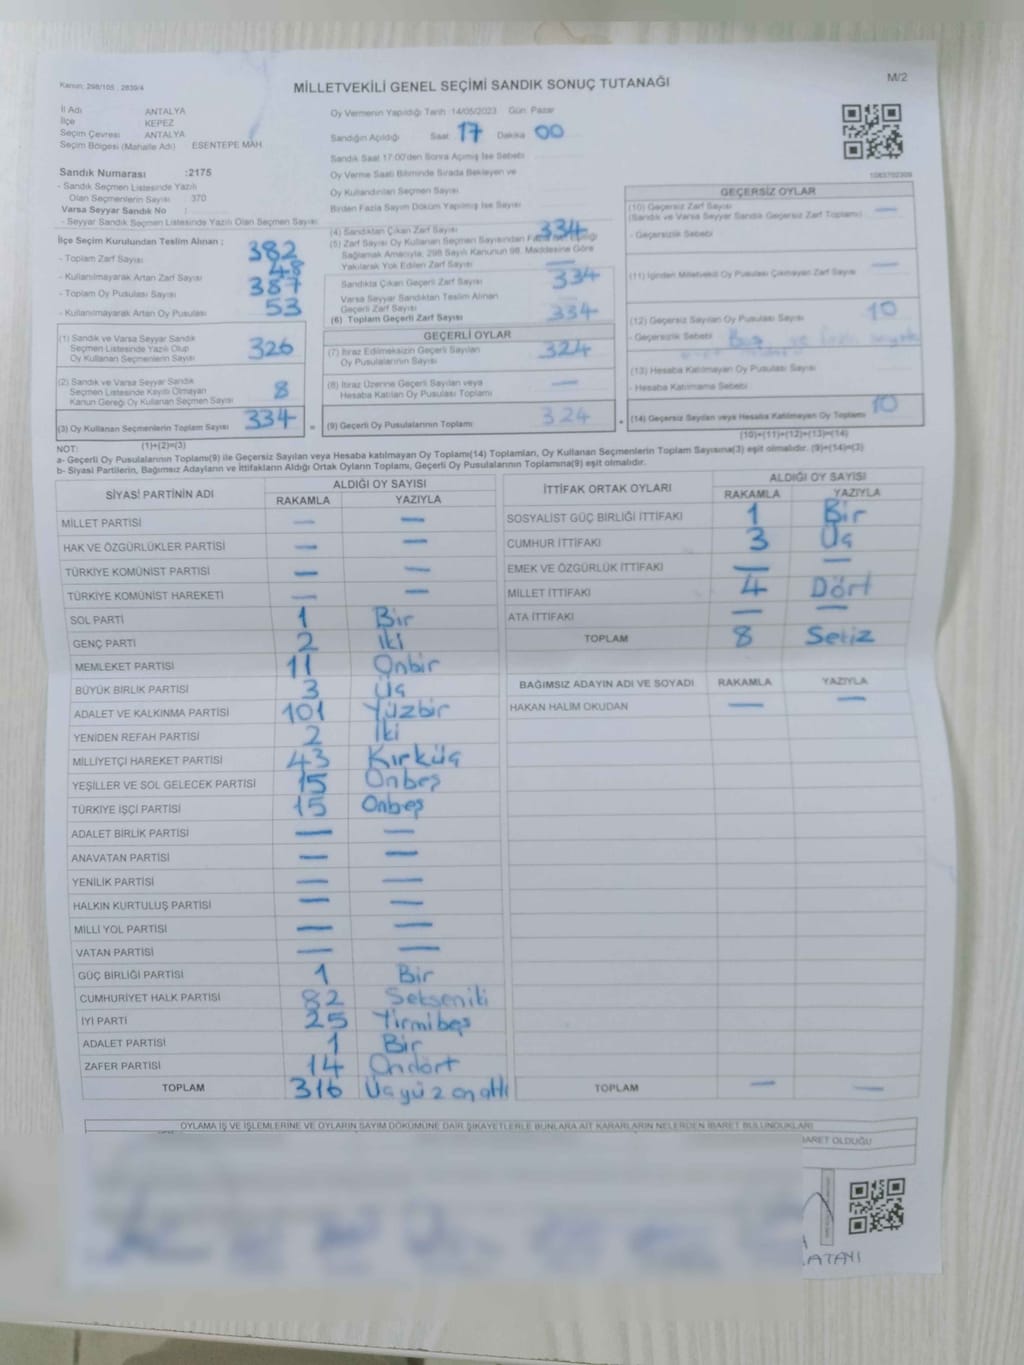 Kanun: 298/105 , 2839/4
MİLLETVEKİLİ GENEL SEÇİMİ SANDIK SONUÇ TUTANAĞI
M/2
İl Adı ANTALYA
İlçe KEPEZ
Seçim Çevresi ANTALYA
Seçim Bölgesi (Mahalle Adı) ESENTEPE MAH.
Sandık Numarası :2175
- Sandık Seçmen Listesinde Yazılı
Olan Seçmenlerin Sayısı 370
Varsa Seyyar Sandık No
- Seyyar Sandık Seçmen Listesinde Yazılı Olan Seçmen Sayısı
Oy Vermenin Yapıldığı Tarih :14/05/2023 Gün: Pazar
Sandığın Açıldığı Saat 17 Dakika 00
Sandık Saat 17:00'den Sonra Açılmış İse Sebebi
Oy Verme Saati Bitiminde Sırada Bekleyen ve
Oy Kullandırılan Seçmen Sayısı
Birden Fazla Sayım Döküm Yapılmış İse Sayısı
1083702309
İlçe Seçim Kurulundan Teslim Alınan ;
- Toplam Zarf Sayısı 382
- Kullanılmayarak Artan Zarf Sayısı 48
- Toplam Oy Pusulası Sayısı 387
- Kullanılmayarak Artan Oy Pusulası 53
(1) Sandık ve Varsa Seyyar Sandık
Seçmen Listesinde Yazılı Olup
Oy Kullanan Seçmenlerin Sayısı 326
(2) Sandık ve Varsa Seyyar Sandık
Seçmen Listesinde Kayıtlı Olmayan
Kanun Gereği Oy Kullanan Seçmen Sayısı 8
(3) Oy Kullanan Seçmenlerin Toplam Sayısı 334
(1)+(2)=(3)
(4) Sandıktan Çıkan Zarf Sayısı 334
(5) Zarf Sayısı Oy Kullanan Seçmen Sayısından Fazla İse, Eşitliği
Sağlamak Amacıyla; 298 Sayılı Kanunun 98. Maddesine Göre
Yakılarak Yok Edilen Zarf Sayısı —
Sandıkta Çıkan Geçerli Zarf Sayısı 334
Varsa Seyyar Sandıktan Teslim Alınan
Geçerli Zarf Sayısı
(6) Toplam Geçerli Zarf Sayısı 334
GEÇERLİ OYLAR
(7) İtiraz Edilmeksizin Geçerli Sayılan
Oy Pusulalarının Sayısı 324
(8) İtiraz Üzerine Geçerli Sayılan veya
Hesaba Katılan Oy Pusulası Toplamı —
= (9) Geçerli Oy Pusulalarının Toplamı 324
GEÇERSİZ OYLAR
(10) Geçersiz Zarf Sayısı —
(Sandık ve Varsa Seyyar Sandık Geçersiz Zarf Toplamı)
- Geçersizlik Sebebi
(11) İçinden Milletvekili Oy Pusulası Çıkmayan Zarf Sayısı —
(12) Geçersiz Sayılan Oy Pusulası Sayısı 10
- Geçersizlik Sebebi Boş, ve
(13) Hesaba Katılmayan Oy Pusulası Sayısı
- Hesaba Katılmama Sebebi
+ (14) Geçersiz Sayılan veya Hesaba Katılmayan Oy Toplamı 10
(10)+(11)+(12)+(13)=(14)
NOT:
a- Geçerli Oy Pusulalarının Toplamı(9) ile Geçersiz Sayılan veya Hesaba katılmayan Oy Toplamı(14) Toplamları, Oy Kullanan Seçmenlerin Toplam Sayısına(3) eşit olmalıdır. (9)+(14)=(3)
b- Siyasi Partilerin, Bağımsız Adayların ve İttifakların Aldığı Ortak Oyların Toplamı, Geçerli Oy Pusulalarının Toplamına(9) eşit olmalıdır.
SİYASİ PARTİNİN ADI ALDIĞI OY SAYISI
RAKAMLA YAZIYLA
MİLLET PARTİSİ — —
HAK VE ÖZGÜRLÜKLER PARTİSİ — —
TÜRKİYE KOMÜNİST PARTİSİ — —
TÜRKİYE KOMÜNİST HAREKETİ — —
SOL PARTİ 1 Bir
GENÇ PARTİ 2 İki
MEMLEKET PARTİSİ 11 Onbir
BÜYÜK BİRLİK PARTİSİ 3 Üç
ADALET VE KALKINMA PARTİSİ 101 Yüzbir
YENİDEN REFAH PARTİSİ 2 İki
MİLLİYETÇİ HAREKET PARTİSİ 43 Kırküç
YEŞİLLER VE SOL GELECEK PARTİSİ 15 Onbeş
TÜRKİYE İŞÇİ PARTİSİ 15 Onbeş
ADALET BİRLİK PARTİSİ — —
ANAVATAN PARTİSİ — —
YENİLİK PARTİSİ — —
HALKIN KURTULUŞ PARTİSİ — —
MİLLİ YOL PARTİSİ — —
VATAN PARTİSİ — —
GÜÇ BİRLİĞİ PARTİSİ 1 Bir
CUMHURİYET HALK PARTİSİ 82 Sekseniki
İYİ PARTİ 25 Yirmibeş
ADALET PARTİSİ 1 Bir
ZAFER PARTİSİ 14 Ondört
TOPLAM 316 Üçyüz onaltı
İTTİFAK ORTAK OYLARI ALDIĞI OY SAYISI
RAKAMLA YAZIYLA
SOSYALİST GÜÇ BİRLİĞİ İTTİFAKI 1 Bir
CUMHUR İTTİFAKI 3 Üç
EMEK VE ÖZGÜRLÜK İTTİFAKI — —
MİLLET İTTİFAKI 4 Dört
ATA İTTİFAKI — —
TOPLAM 8 Sekiz
BAĞIMSIZ ADAYIN ADI VE SOYADI RAKAMLA YAZIYLA
HAKAN HALİM OKUDAN — —
TOPLAM — —
OYLAMA İŞ VE İŞLEMLERİNE VE OYLARIN SAYIM DÖKÜMÜNE DAİR ŞİKAYETLERLE BUNLARA AİT KARARLARIN NELERDEN İBARET BULUNDUKLARI
BARET OLDUĞU